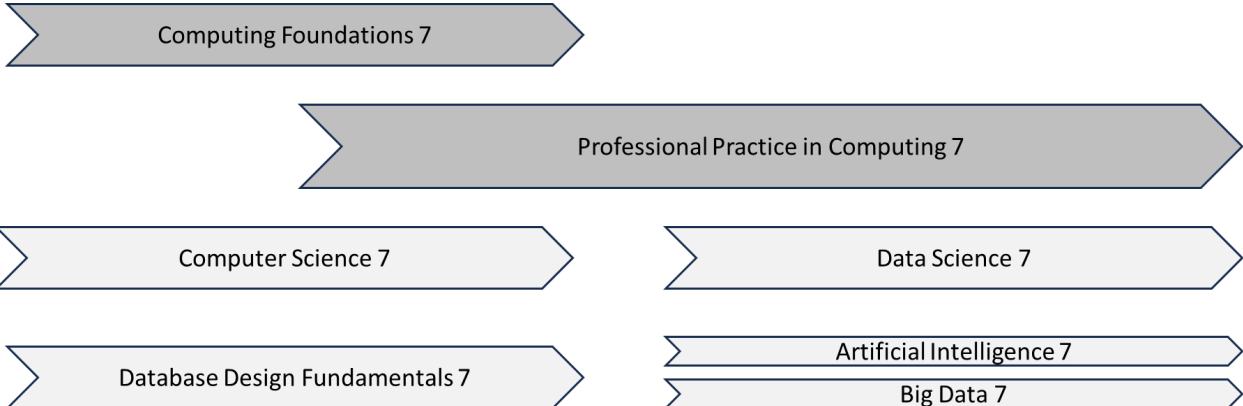 Computing Foundations 7
Professional Practice in Computing 7
Computer Science 7
Data Science 7
Database Design Fundamentals 7
Artificial Intelligence 7
Big Data 7